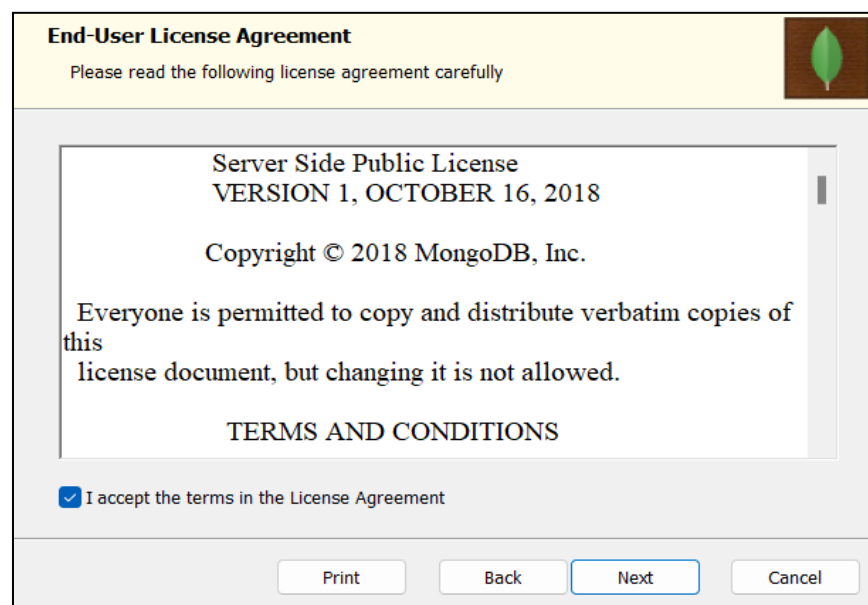 End-User License Agreement
Please read the following license agreement carefully
Server Side Public License
VERSION 1, OCTOBER 16, 2018
Copyright © 2018 MongoDB, Inc.
Everyone is permitted to copy and distribute verbatim copies of
this
license document, but changing it is not allowed.
TERMS AND CONDITIONS
I accept the terms in the License Agreement
Print Back Next Cancel